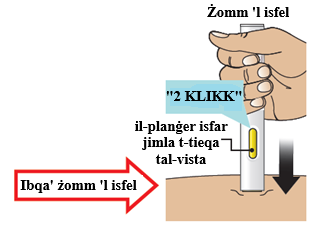 Żomm 'l isfel
"2 KLIKK"
il-planġer isfar
jimla t-tieqa
tal-vista
Ibqa' żomm 'l isfel